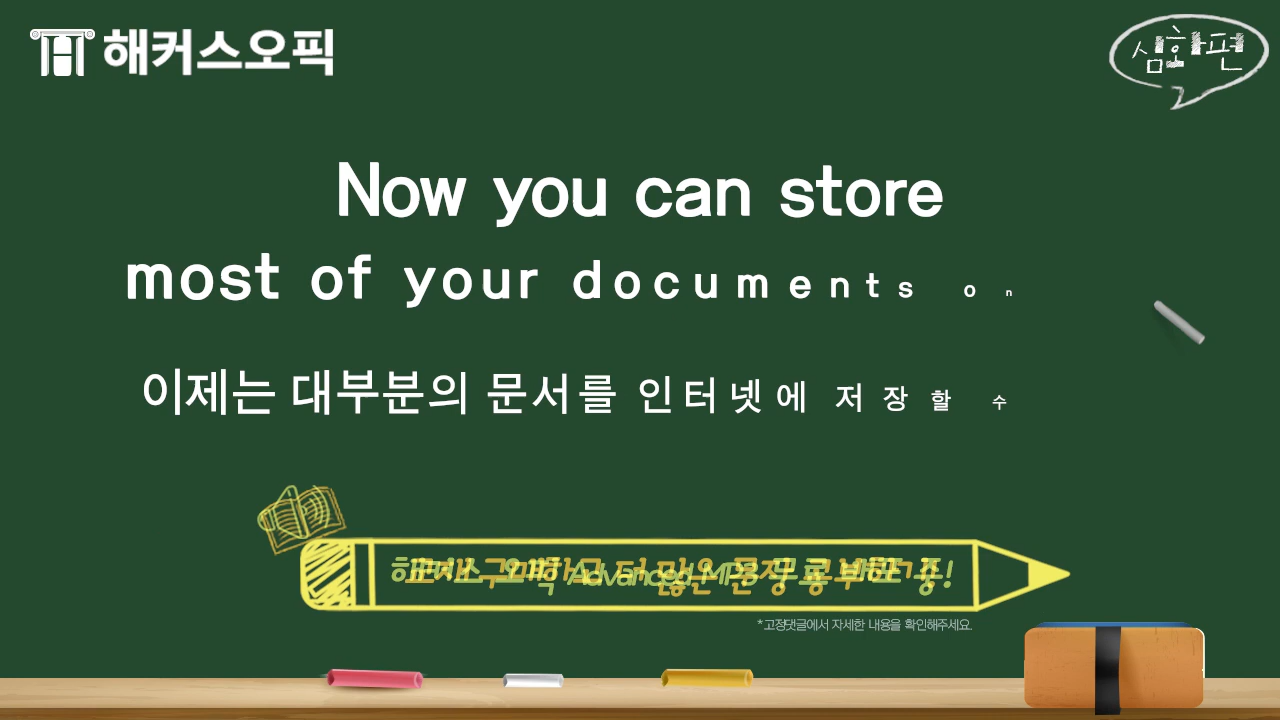 해커스오픽
심화편
Now you can store
most of your documents on
이제는 대부분의 문서를 인터넷에 저장할 수
*고정댓글에서 자세한 내용을 확인해주세요.